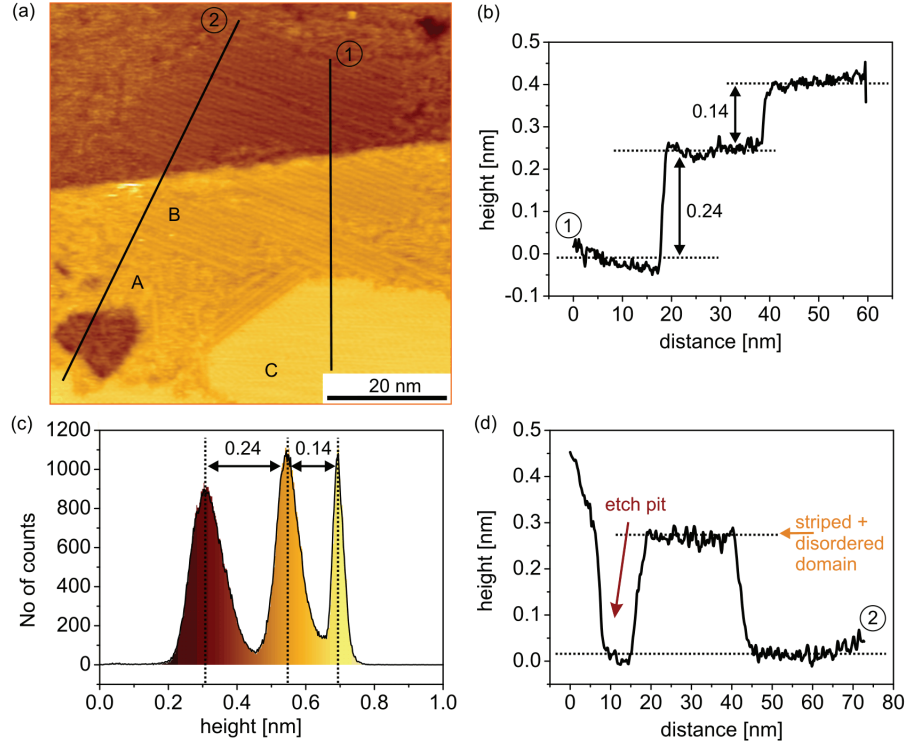 (a)
2
1
B
A
C
20 nm
(b)
0.5
0.4
0.3
0.2
0.1
0.0
-0.1
height [nm]
0.14
0.24
1
0 10 20 30 40 50 60
distance [nm]
(c)
1200
1000
800
600
400
200
0
No of counts
0.24 0.14
0.0 0.2 0.4 0.6 0.8 1.0
height [nm]
(d)
0.5
0.4
0.3
0.2
0.1
0.0
height [nm]
etch pit
striped +
disordered
domain
2
0 10 20 30 40 50 60 70 80
distance [nm]